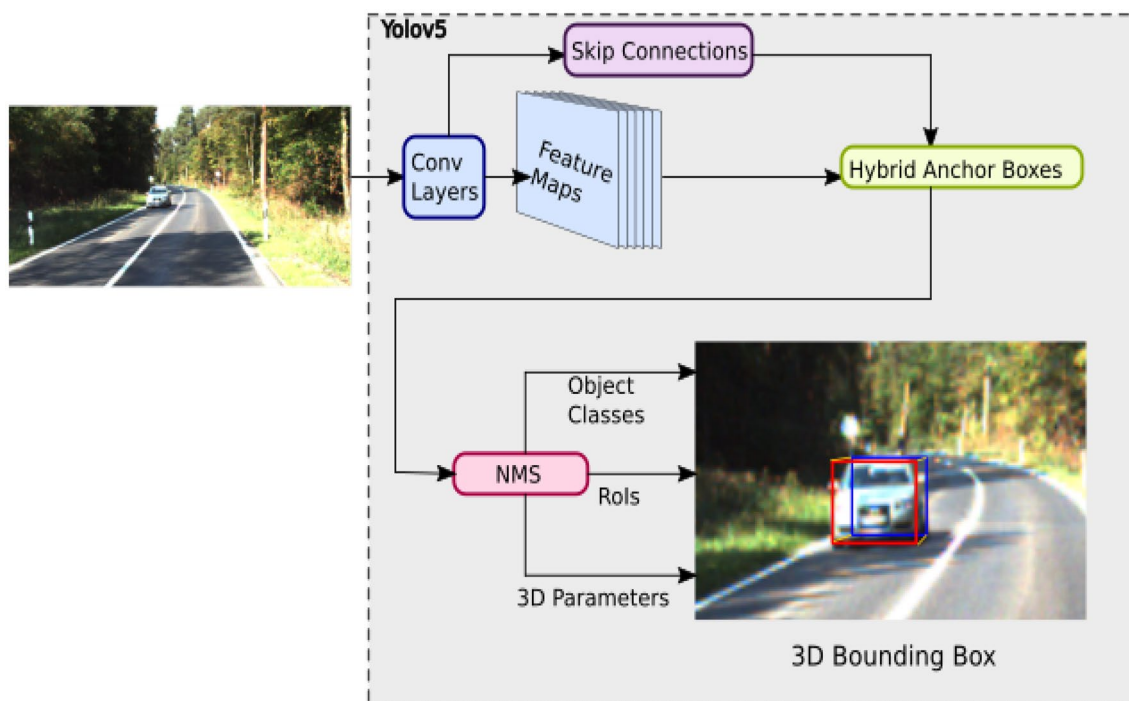 Yolov5
Skip Connections
Conv
Layers
Feature
Maps
Hybrid Anchor Boxes
Object
Classes
NMS
RoIs
3D Parameters
3D Bounding Box